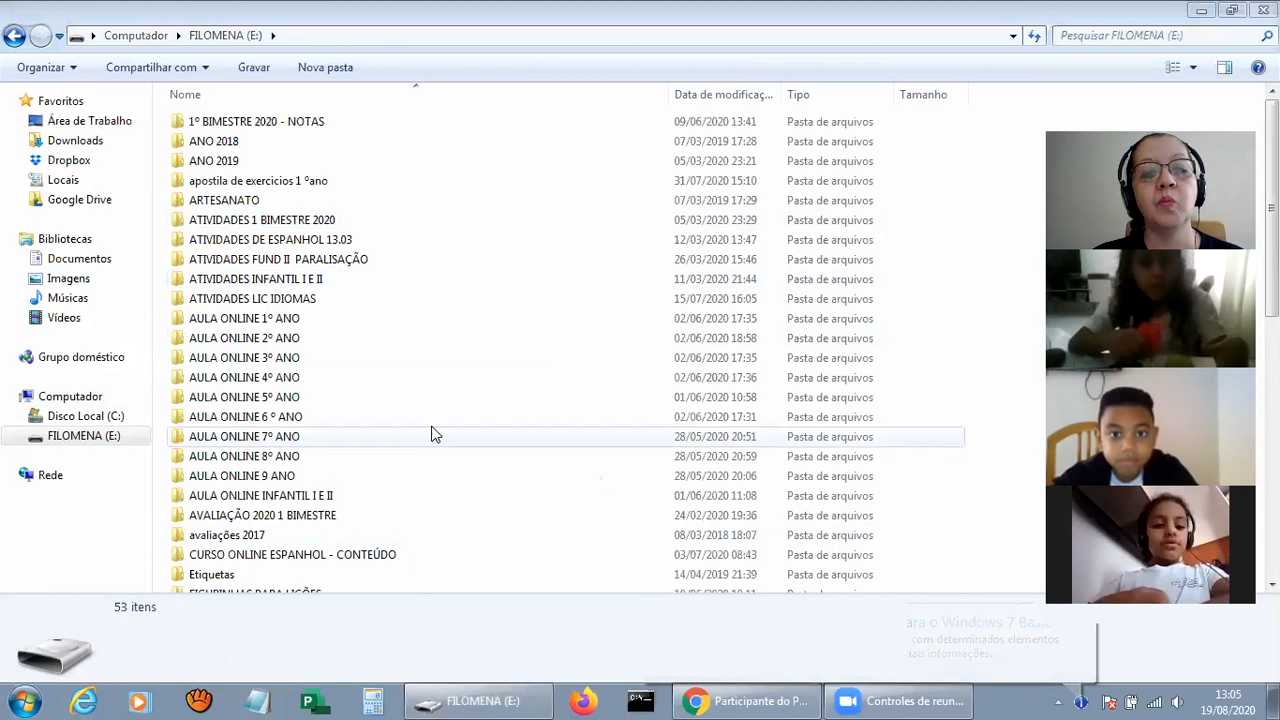 Computador FILOMENA (E:)
Pesquisar FILOMENA (E:)
Organizar Compartilhar com Gravar Nova pasta
Nome Data de modificaç... Tipo Tamanho
Favoritos
Área de Trabalho
Downloads
Dropbox
Locais
Google Drive
Bibliotecas
Documentos
Imagens
Músicas
Vídeos
Grupo doméstico
Computador
Disco Local (C:)
FILOMENA (E:)
Rede
1º BIMESTRE 2020 - NOTAS 09/06/2020 13:41 Pasta de arquivos
ANO 2018 07/03/2019 17:28 Pasta de arquivos
ANO 2019 05/03/2020 23:21 Pasta de arquivos
apostila de exercicios 1 ºano 31/07/2020 15:10 Pasta de arquivos
ARTESANATO 07/03/2019 17:29 Pasta de arquivos
ATIVIDADES 1 BIMESTRE 2020 05/03/2020 23:29 Pasta de arquivos
ATIVIDADES DE ESPANHOL 13.03 12/03/2020 13:47 Pasta de arquivos
ATIVIDADES FUND II PARALISAÇÃO 26/03/2020 15:46 Pasta de arquivos
ATIVIDADES INFANTIL I E II 11/03/2020 21:44 Pasta de arquivos
ATIVIDADES LIC IDIOMAS 15/07/2020 16:05 Pasta de arquivos
AULA ONLINE 1º ANO 02/06/2020 17:35 Pasta de arquivos
AULA ONLINE 2º ANO 02/06/2020 18:58 Pasta de arquivos
AULA ONLINE 3º ANO 02/06/2020 17:35 Pasta de arquivos
AULA ONLINE 4º ANO 02/06/2020 17:36 Pasta de arquivos
AULA ONLINE 5º ANO 01/06/2020 10:58 Pasta de arquivos
AULA ONLINE 6 º ANO 02/06/2020 17:31 Pasta de arquivos
AULA ONLINE 7º ANO 28/05/2020 20:51 Pasta de arquivos
AULA ONLINE 8º ANO 28/05/2020 20:59 Pasta de arquivos
AULA ONLINE 9 ANO 28/05/2020 20:06 Pasta de arquivos
AULA ONLINE INFANTIL I E II 01/06/2020 11:08 Pasta de arquivos
AVALIAÇÃO 2020 1 BIMESTRE 24/02/2020 19:36 Pasta de arquivos
avaliações 2017 08/03/2018 18:07 Pasta de arquivos
CURSO ONLINE ESPANHOL - CONTEÚDO 03/07/2020 08:43 Pasta de arquivos
Etiquetas 14/04/2019 21:39 Pasta de arquivos
53 itens
ara o Windows 7 Basic
com determinados elementos
nais informações.
FILOMENA (E:)
Participante do P...
Controles de reun...
13:05
19/08/2020